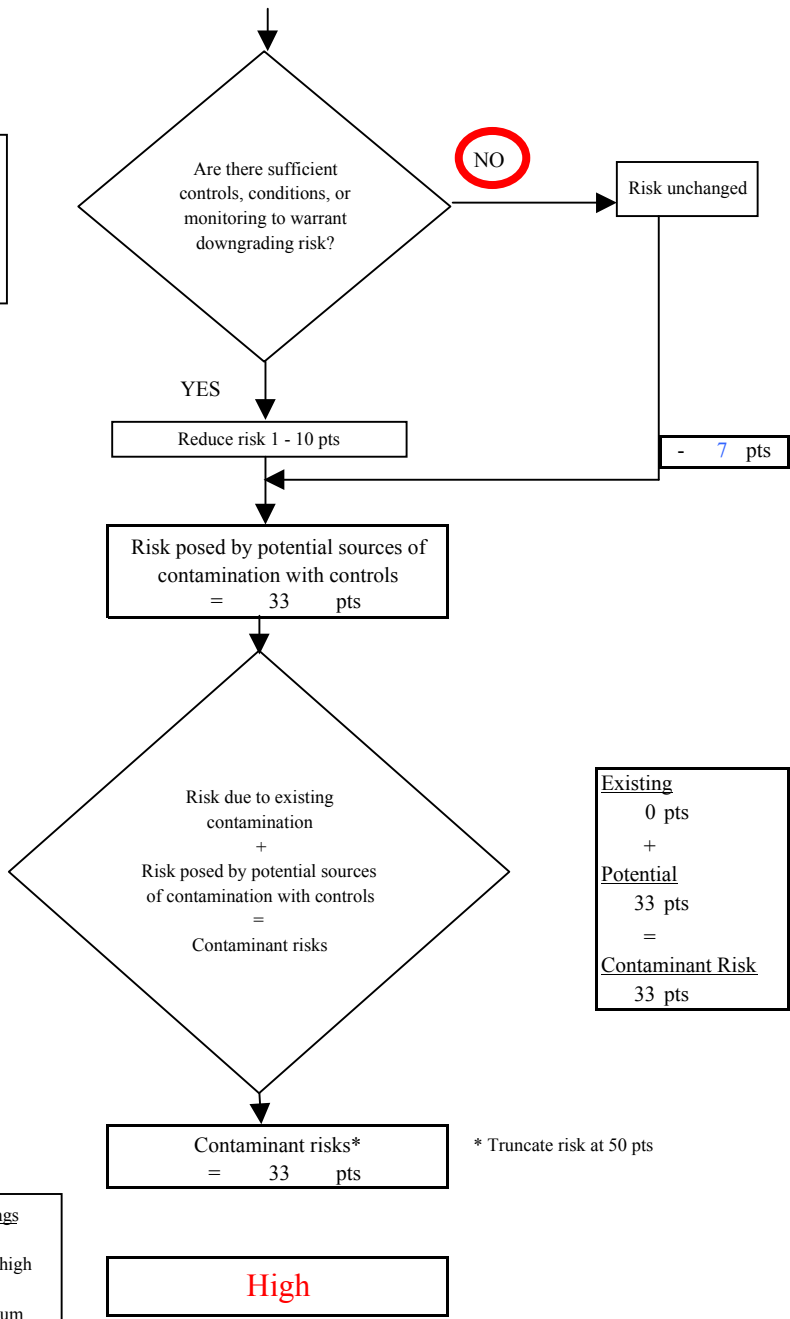 Are there sufficient
controls, conditions, or
monitoring to warrant
downgrading risk?
NO
Risk unchanged
YES
Reduce risk 1 - 10 pts
- 7 pts
Risk posed by potential sources of
contamination with controls
= 33 pts
Risk due to existing
contamination
+
Risk posed by potential sources
of contamination with controls
=
Contaminant risks
Existing
0 pts
+
Potential
33 pts
=
Contaminant Risk
33 pts
Contaminant risks*
= 33 pts
* Truncate risk at 50 pts
high
High